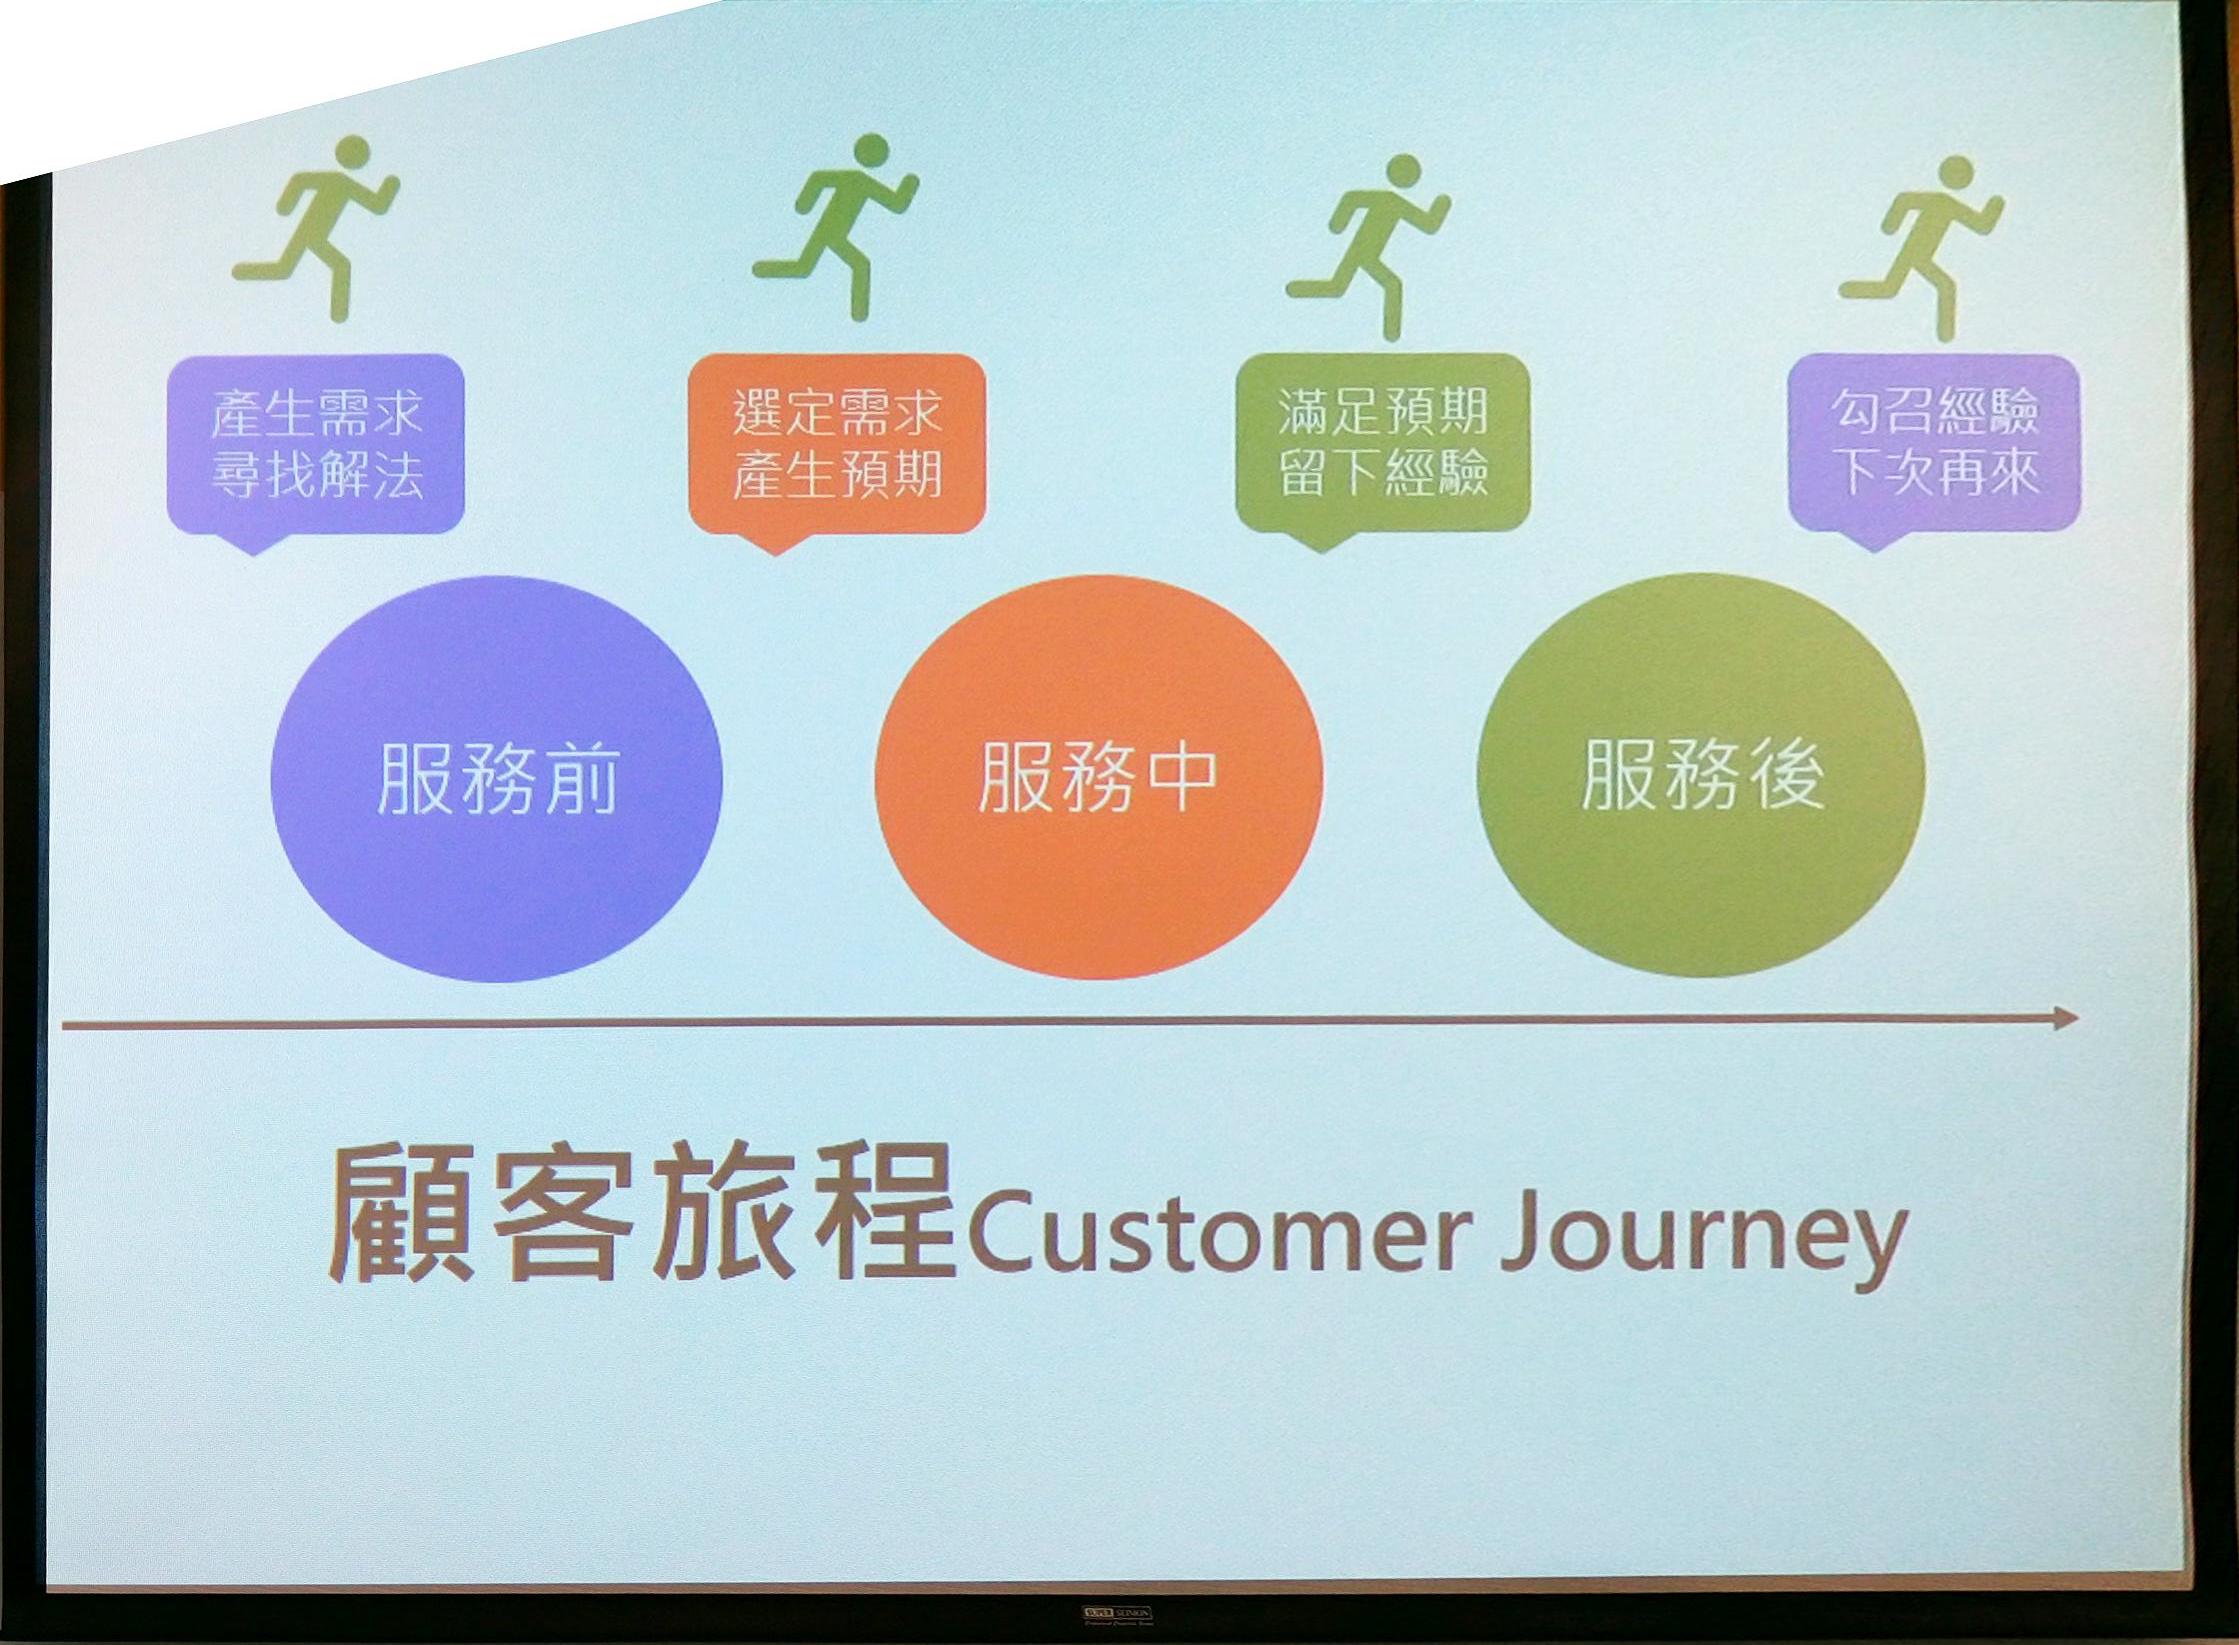 產生需求
尋找解法
選定需求
產生預期
滿足預期
留下經驗
勾召經驗
下次再來
服務前
服務中
服務後
顧客旅程Customer Journey